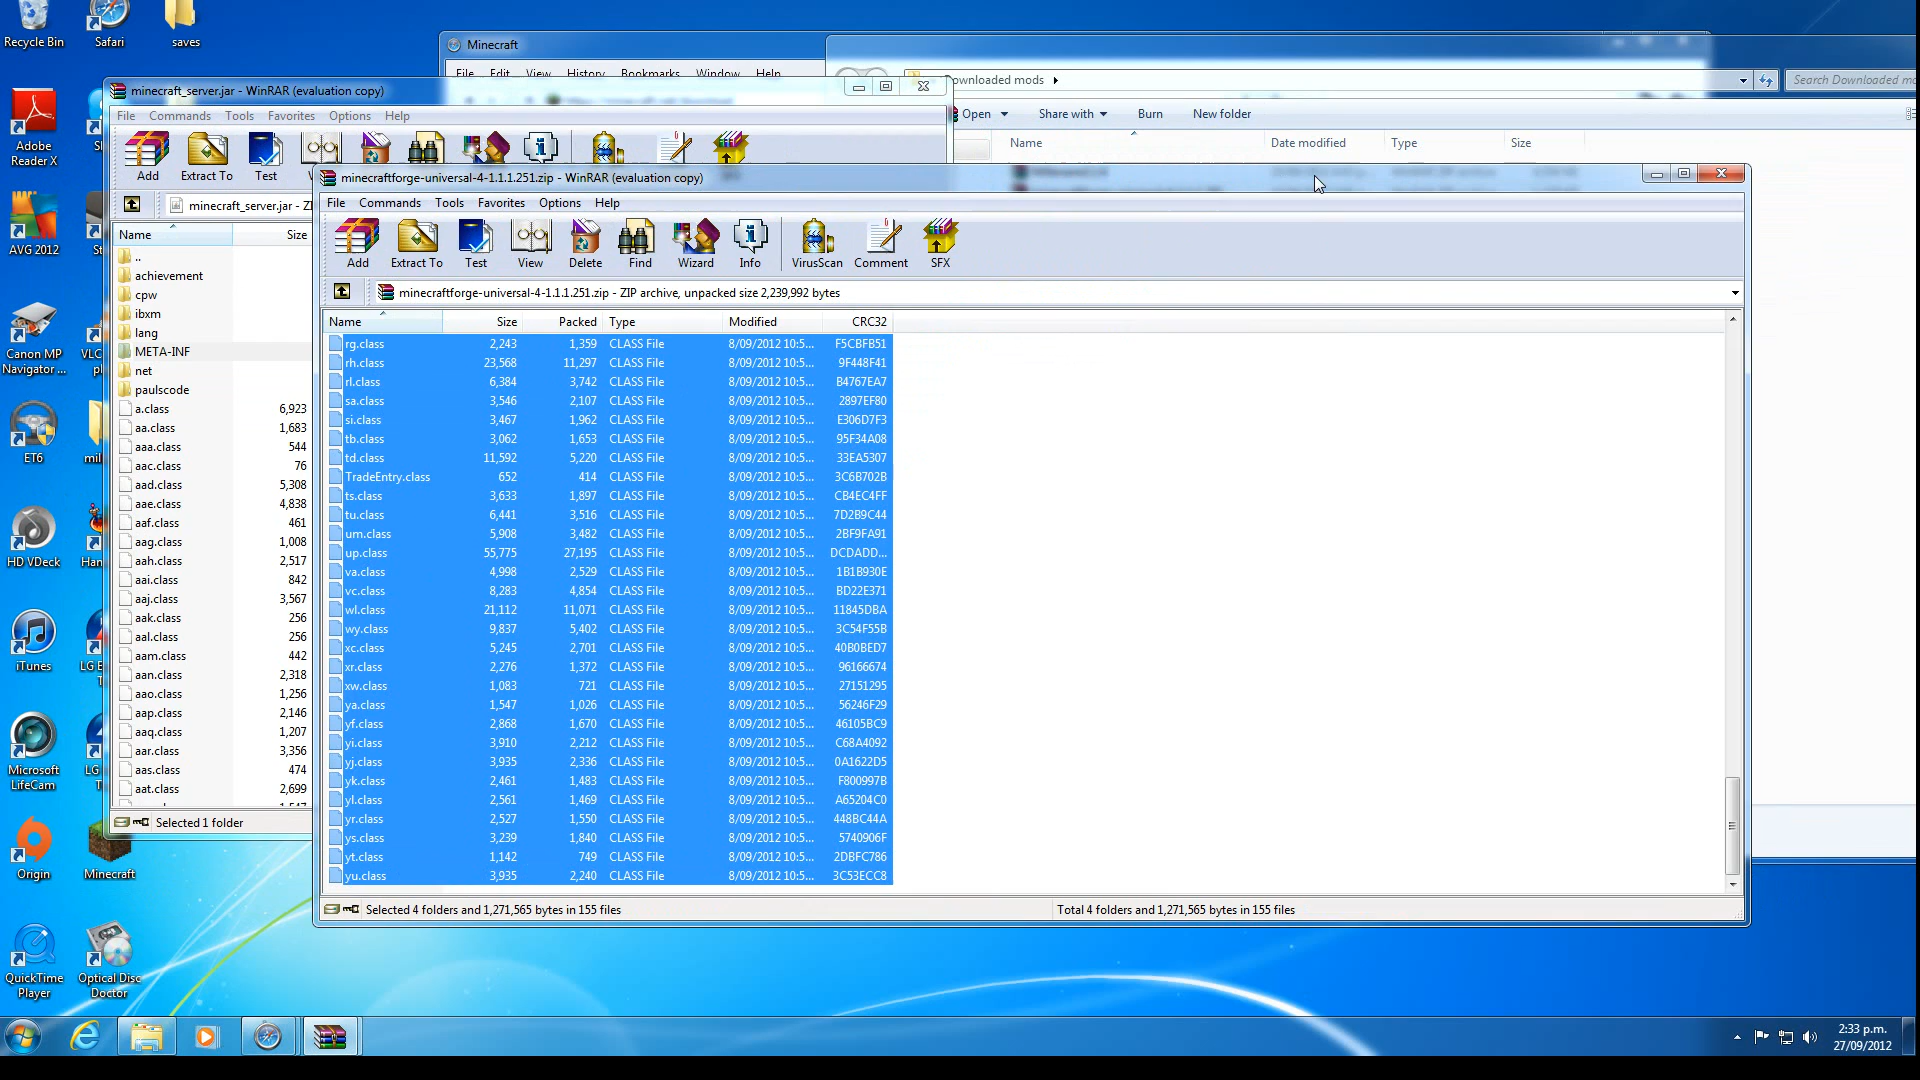 Recycle Bin
Safari
saves
Adobe
Reader X
AVG 2012
Canon MP
Navigator ...
ET6
HD VDeck
iTunes
Microsoft
LifeCam
Origin
Minecraft
QuickTime
Player
Optical Disc
Doctor
Minecraft
File Edit View History Bookmarks Window Help
Downloaded mods
Search Downloaded mo
Open Share with Burn New folder
Name Date modified Type Size
minecraft_server.jar - WinRAR (evaluation copy)
File Commands Tools Favorites Options Help
Add Extract To Test
minecraft_server.jar - ZI
Name Size
..
achievement
cpw
ibxm
lang
META-INF
net
paulscode
a.class 6,923
aa.class 1,683
aaa.class 544
aac.class 76
aad.class 5,308
aae.class 4,838
aaf.class 461
aag.class 1,008
aah.class 2,517
aai.class 842
aaj.class 3,567
aak.class 256
aal.class 256
aam.class 442
aan.class 2,318
aao.class 1,256
aap.class 2,146
aaq.class 1,207
aar.class 3,356
aas.class 474
aat.class 2,699
Selected 1 folder
minecraftforge-universal-4-1.1.1.251.zip - WinRAR (evaluation copy)
File Commands Tools Favorites Options Help
Add Extract To Test View Delete Find Wizard Info VirusScan Comment SFX
minecraftforge-universal-4-1.1.1.251.zip - ZIP archive, unpacked size 2,239,992 bytes
Name Size Packed Type Modified CRC32
rg.class 2,243 1,359 CLASS File 8/09/2012 10:5... F5CBFB51
rh.class 23,568 11,297 CLASS File 8/09/2012 10:5... 9F448F41
rl.class 6,384 3,742 CLASS File 8/09/2012 10:5... B4767EA7
sa.class 3,546 2,107 CLASS File 8/09/2012 10:5... 2897EF80
si.class 3,467 1,962 CLASS File 8/09/2012 10:5... E306D7F3
tb.class 3,062 1,653 CLASS File 8/09/2012 10:5... 95F34A08
td.class 11,592 5,220 CLASS File 8/09/2012 10:5... 33EA5307
TradeEntry.class 652 414 CLASS File 8/09/2012 10:5... 3C6B702B
ts.class 3,633 1,897 CLASS File 8/09/2012 10:5... CB4EC4FF
tu.class 6,441 3,516 CLASS File 8/09/2012 10:5... 7D2B9C44
um.class 5,908 3,482 CLASS File 8/09/2012 10:5... 2BF9FA91
up.class 55,775 27,195 CLASS File 8/09/2012 10:5... DCDADD...
va.class 4,998 2,529 CLASS File 8/09/2012 10:5... 1B1B930E
vc.class 8,283 4,854 CLASS File 8/09/2012 10:5... BD22E371
wl.class 21,112 11,071 CLASS File 8/09/2012 10:5... 11845DBA
wy.class 9,837 5,402 CLASS File 8/09/2012 10:5... 3C54F55B
xc.class 5,245 2,701 CLASS File 8/09/2012 10:5... 40B0BED7
xr.class 2,276 1,372 CLASS File 8/09/2012 10:5... 96166674
xw.class 1,083 721 CLASS File 8/09/2012 10:5... 27151295
ya.class 1,547 1,026 CLASS File 8/09/2012 10:5... 56246F29
yf.class 2,868 1,670 CLASS File 8/09/2012 10:5... 46105BC9
yi.class 3,910 2,212 CLASS File 8/09/2012 10:5... C68A4092
yj.class 3,935 2,336 CLASS File 8/09/2012 10:5... 0A1622D5
yk.class 2,461 1,483 CLASS File 8/09/2012 10:5... F800997B
yl.class 2,561 1,469 CLASS File 8/09/2012 10:5... A65204C0
yr.class 2,527 1,550 CLASS File 8/09/2012 10:5... 448BC44A
ys.class 3,239 1,840 CLASS File 8/09/2012 10:5... 5740906F
yt.class 1,142 749 CLASS File 8/09/2012 10:5... 2DBFC786
yu.class 3,935 2,240 CLASS File 8/09/2012 10:5... 3C53ECC8
Selected 4 folders and 1,271,565 bytes in 155 files
Total 4 folders and 1,271,565 bytes in 155 files
2:33 p.m.
27/09/2012